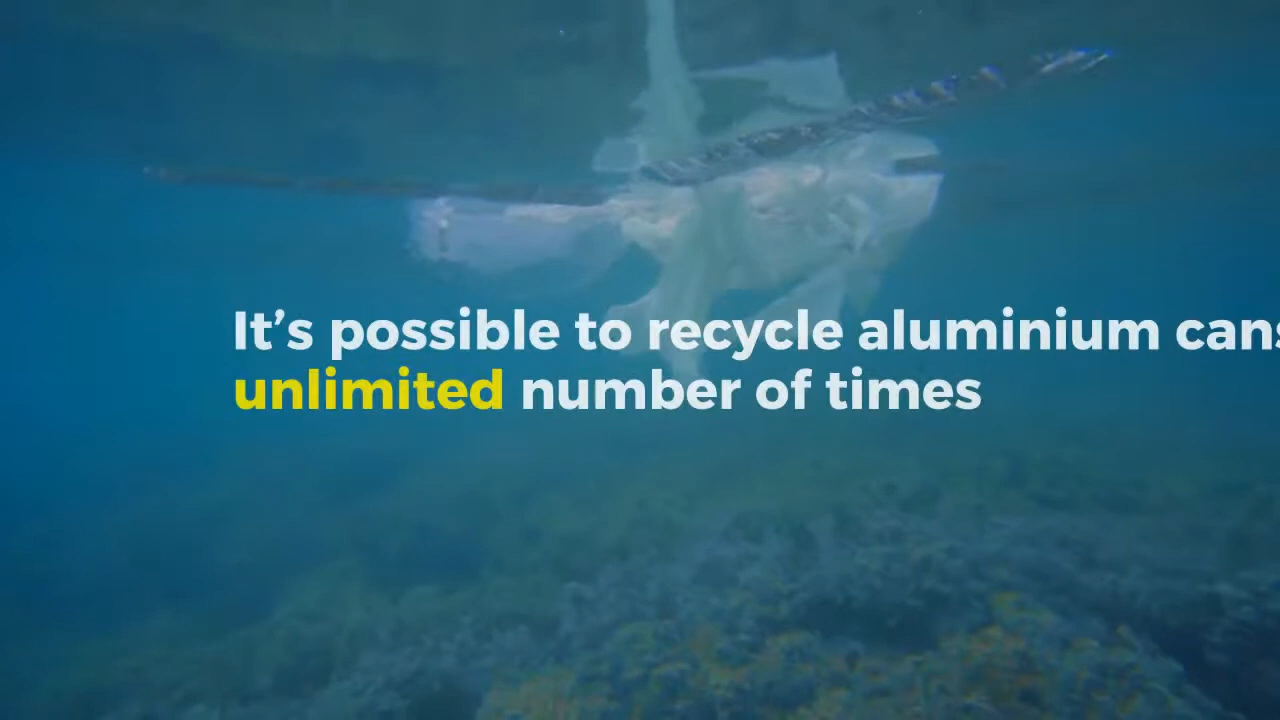 It’s possible to recycle aluminium cans
unlimited number of times